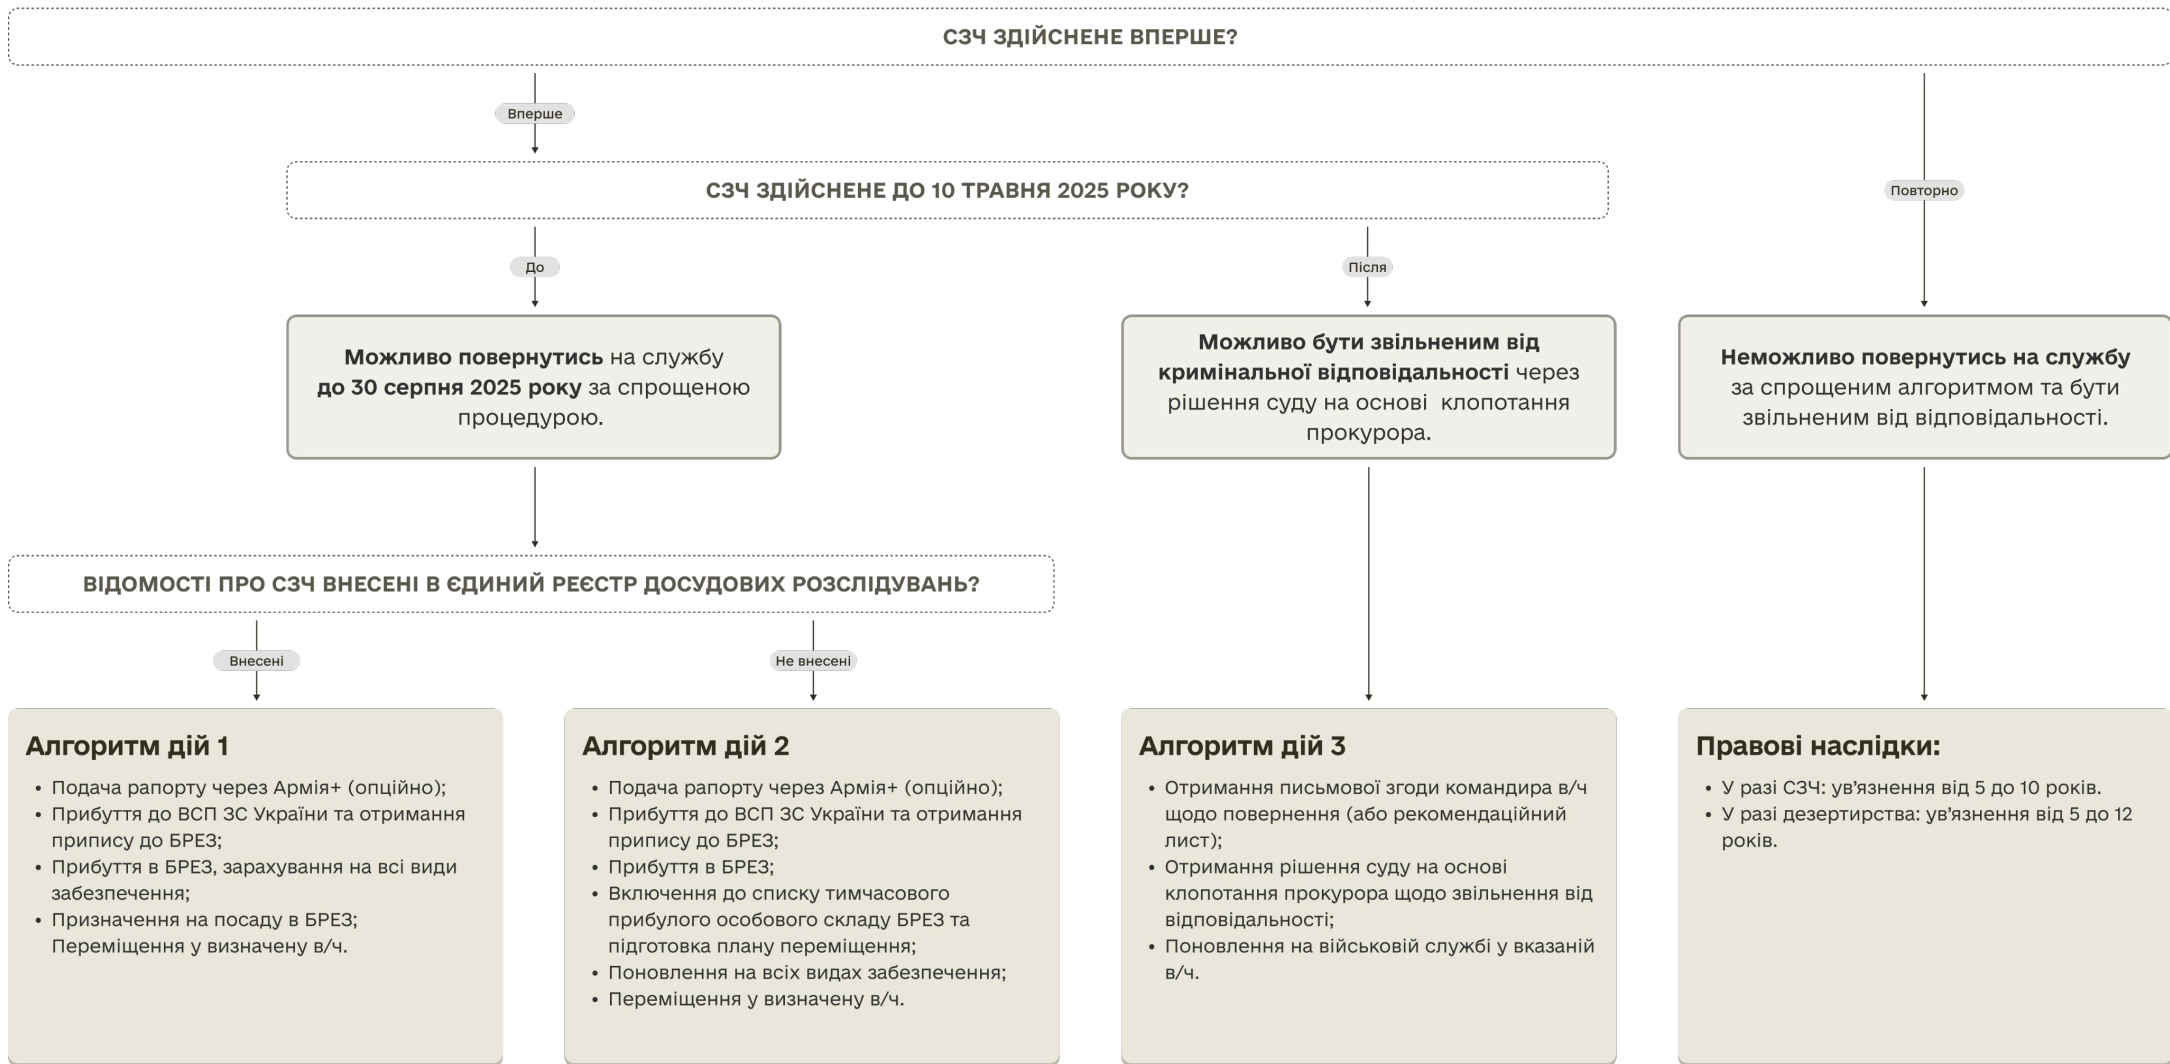 СЗЧ ЗДІЙСНЕНЕ ВПЕРШЕ?
Вперше
СЗЧ ЗДІЙСНЕНЕ ДО 10 ТРАВНЯ 2025 РОКУ?
Повторно
До
Після
Можливо повернутись на службу
до 30 серпня 2025 року за спрощеною
процедурою.
Можливо бути звільненим від
кримінальної відповідальності через
рішення суду на основі клопотання
прокурора.
Неможливо повернутись на службу
за спрощеним алгоритмом та бути
звільненим від відповідальності.
ВІДОМОСТІ ПРО СЗЧ ВНЕСЕНІ В ЄДИНИЙ РЕЄСТР ДОСУДОВИХ РОЗСЛІДУВАНЬ?
Внесені
Не внесені
Алгоритм дій 1
• Подача рапорту через Армія+ (опційно);
• Прибуття до ВСП ЗС України та отримання
припису до БРЕЗ;
• Прибуття в БРЕЗ, зарахування на всі види
забезпечення;
• Призначення на посаду в БРЕЗ;
Переміщення у визначену в/ч.
Алгоритм дій 2
• Подача рапорту через Армія+ (опційно);
• Прибуття до ВСП ЗС України та отримання
припису до БРЕЗ;
• Прибуття в БРЕЗ;
• Включення до списку тимчасового
прибулого особового складу БРЕЗ та
підготовка плану переміщення;
• Поновлення на всіх видах забезпечення;
• Переміщення у визначену в/ч.
Алгоритм дій 3
• Отримання письмової згоди командира в/ч
щодо повернення (або рекомендаційний
лист);
• Отримання рішення суду на основі
клопотання прокурора щодо звільнення від
відповідальності;
• Поновлення на військовій службі у вказаній
в/ч.
Правові наслідки:
• У разі СЗЧ: ув’язнення від 5 до 10 років.
• У разі дезертирства: ув’язнення від 5 до 12
років.